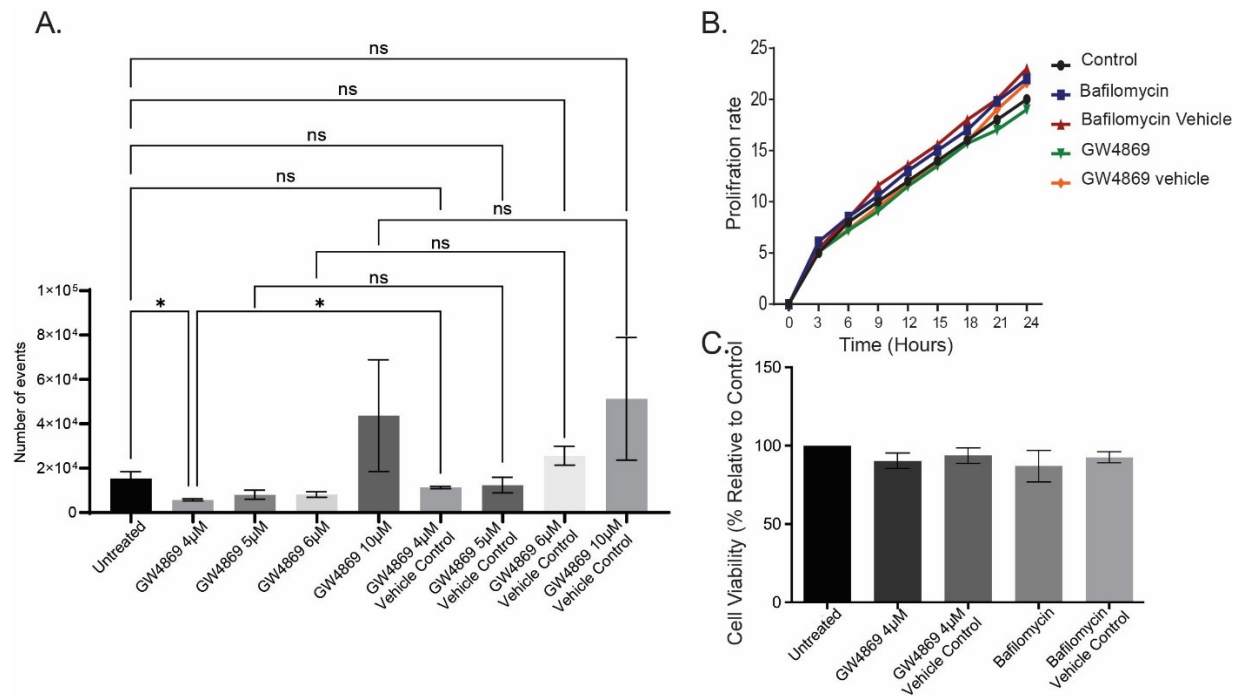 A.
ns
ns
ns
ns
ns
ns
ns
*
*
1×10⁵
8×10⁴
6×10⁴
4×10⁴
2×10⁴
0
Number of events
Untreated
GW4869 4µM
GW4869 5µM
GW4869 6µM
GW4869 10µM
GW4869 4µM
Vehicle Control
GW4869 5µM
Vehicle Control
GW4869 6µM
Vehicle Control
GW4869 10µM
Vehicle Control
B.
25
20
15
10
5
0
Prolifration rate
0 3 6 9 12 15 18 21 24
Time (Hours)
Control
Bafilomycin
Bafilomycin Vehicle
GW4869
GW4869 vehicle
C.
150
100
50
0
Cell Viability (% Relative to Control)
Untreated
GW4869 4µM
GW4869 4µM
Vehicle Control
Bafilomycin
Bafilomycin
Vehicle Control